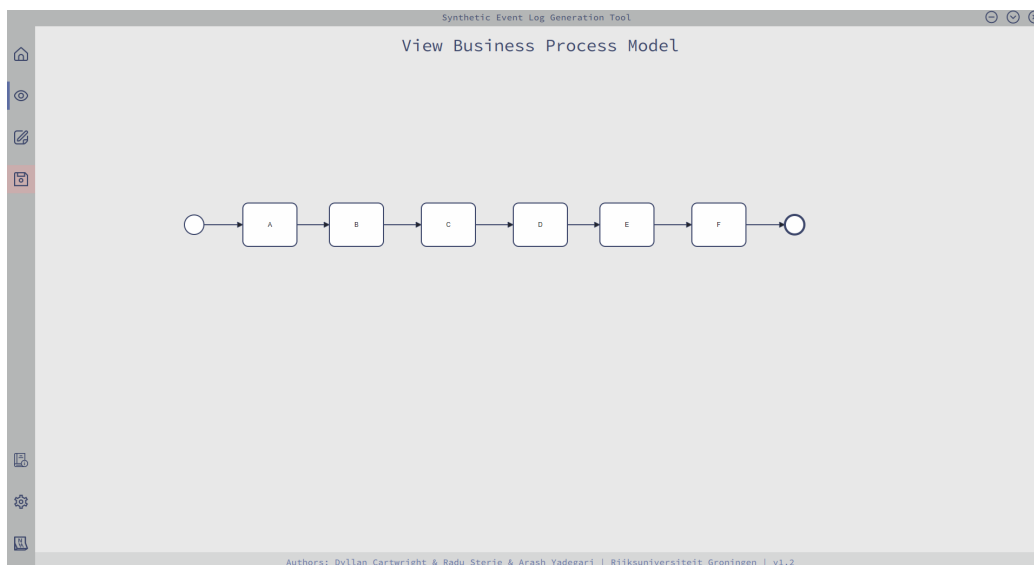 Synthetic Event Log Generation Tool
View Business Process Model
A B C D E F
Authors: Dyllan Cartwright & Radu Sterie & Arash Yadegari | Rijksuniversiteit Groningen | v1.2